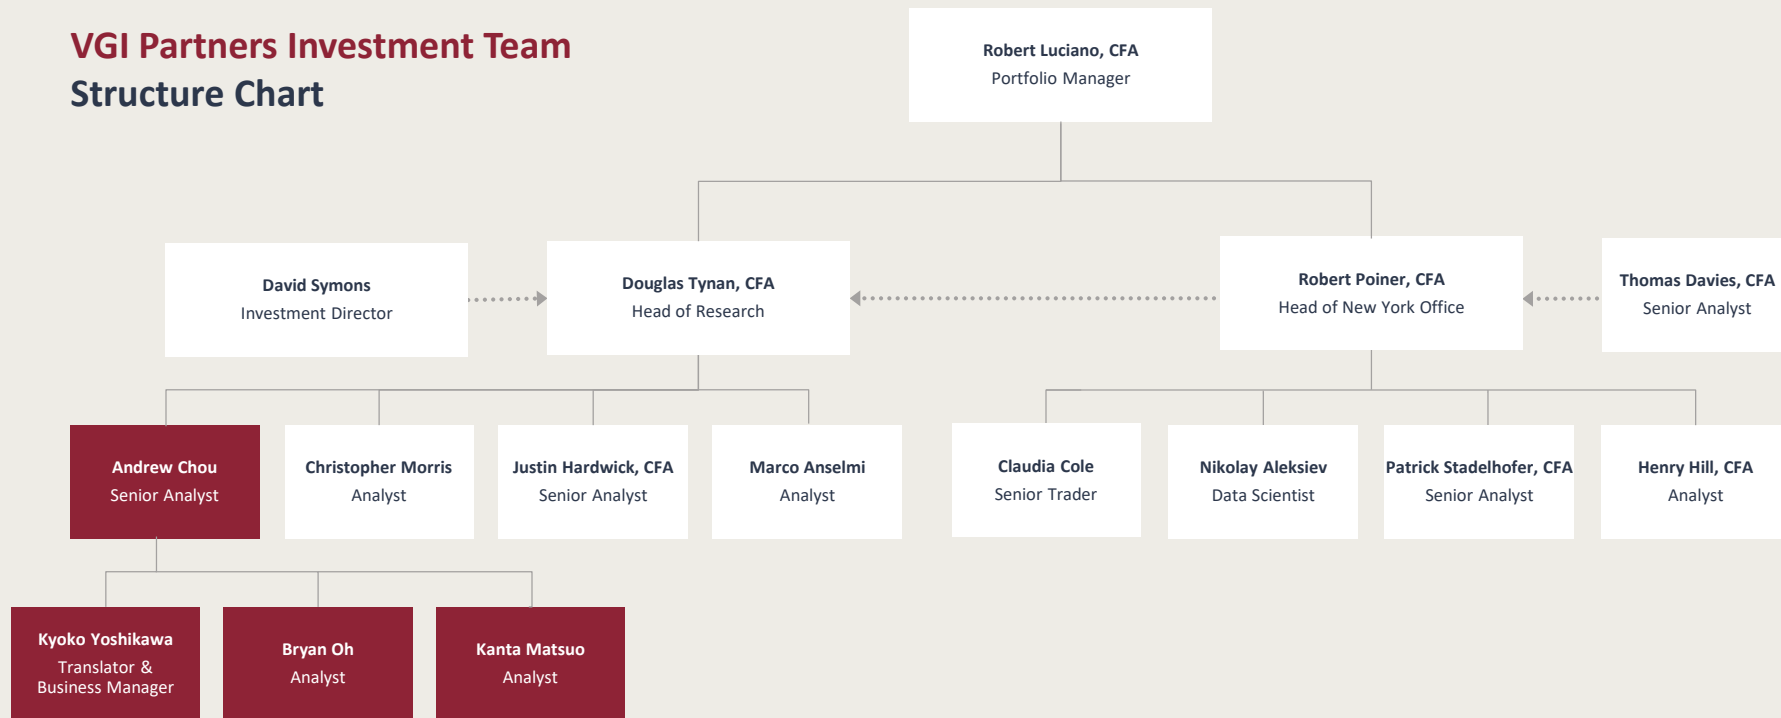 VGI Partners Investment Team
Structure Chart
Robert Luciano, CFA
Portfolio Manager
David Symons
Investment Director
Douglas Tynan, CFA
Head of Research
Robert Poiner, CFA
Head of New York Office
Thomas Davies, CFA
Senior Analyst
Andrew Chou
Senior Analyst
Christopher Morris
Analyst
Justin Hardwick, CFA
Senior Analyst
Marco Anselmi
Analyst
Claudia Cole
Senior Trader
Nikolay Aleksiev
Data Scientist
Patrick Stadelhofer, CFA
Senior Analyst
Henry Hill, CFA
Analyst
Kyoko Yoshikawa
Translator &
Business Manager
Bryan Oh
Analyst
Kanta Matsuo
Analyst